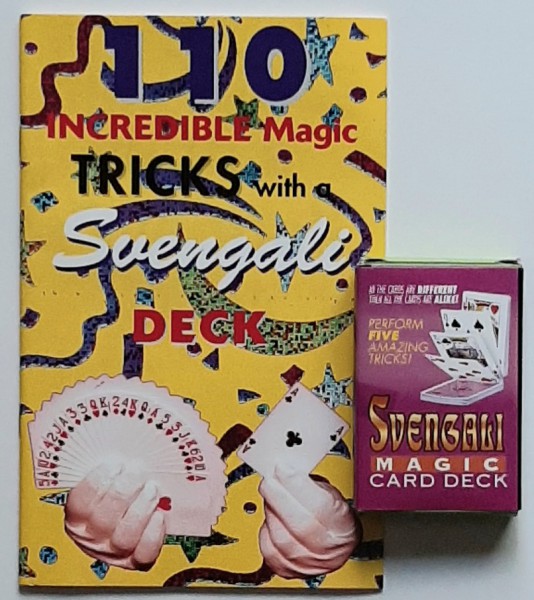 110
INCREDIBLE Magic
TRICKS with a
Svengali
DECK
ALL THE CARDS ARE DIFFERENT
THEN ALL THE CARDS ARE ALIKE!
PERFORM
FIVE
AMAZING
TRICKS!
SVENGALI
MAGIC
CARD DECK